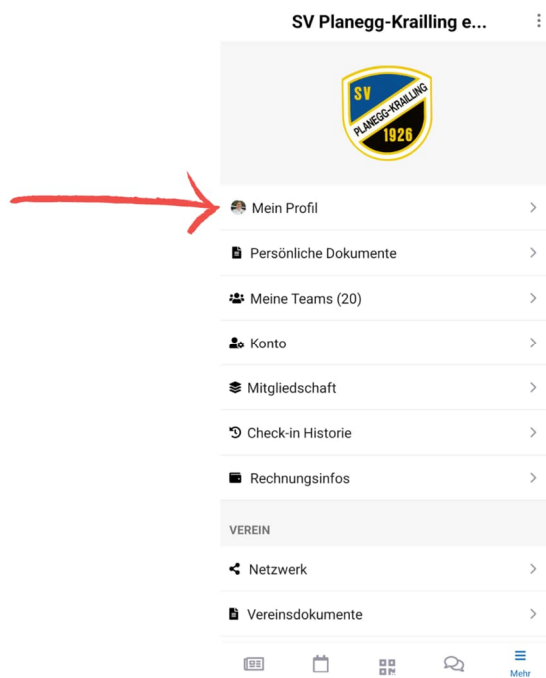 SV Planegg-Krailling e...
SV
PLANEGG-KRAILLING
1926
Mein Profil
Persönliche Dokumente
Meine Teams (20)
Konto
Mitgliedschaft
Check-in Historie
Rechnungsinfos
VEREIN
Netzwerk
Vereinsdokumente
Mehr